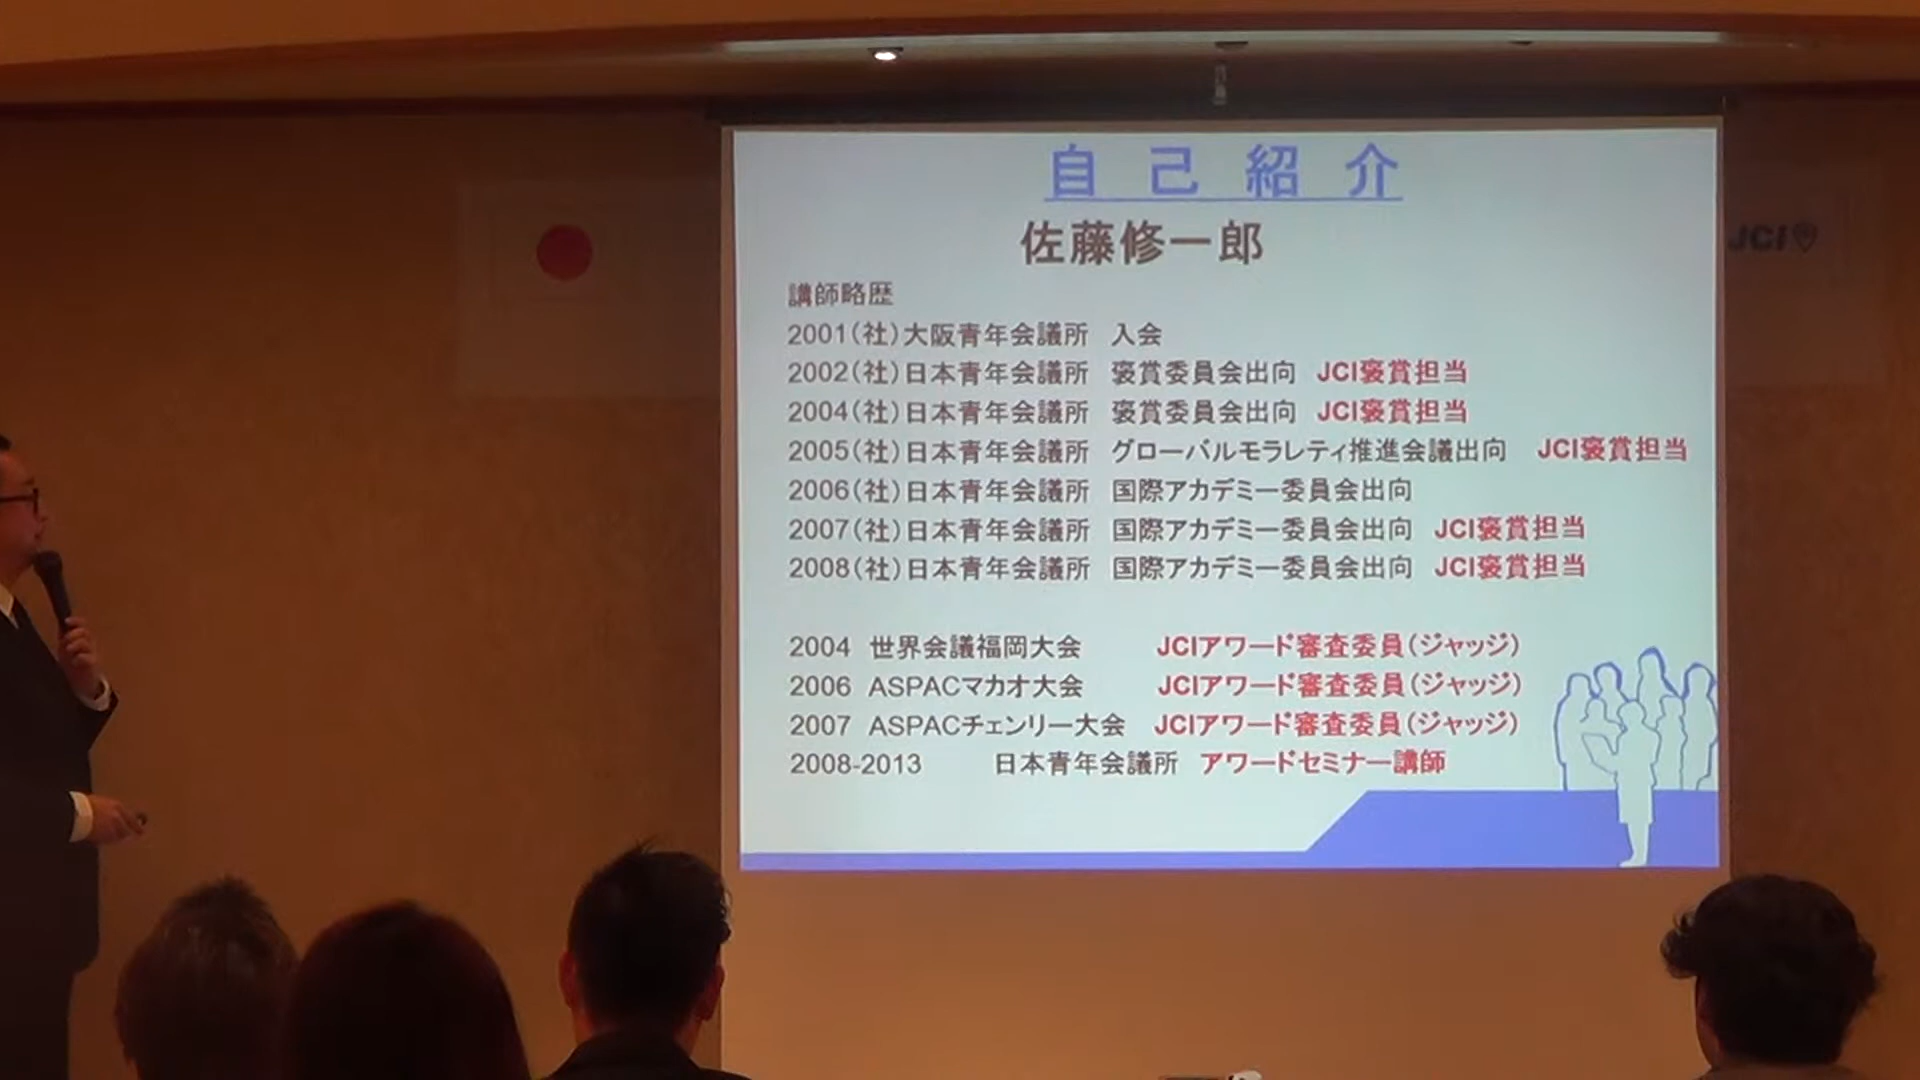 自己紹介
佐藤修一郎
講師略歴
2001(社)大阪青年会議所 入会
2002(社)日本青年会議所 褒賞委員会出向 JCI褒賞担当
2004(社)日本青年会議所 褒賞委員会出向 JCI褒賞担当
2005(社)日本青年会議所 グローバルモラレティ推進会議出向 JCI褒賞担当
2006(社)日本青年会議所 国際アカデミー委員会出向
2007(社)日本青年会議所 国際アカデミー委員会出向 JCI褒賞担当
2008(社)日本青年会議所 国際アカデミー委員会出向 JCI褒賞担当
2004 世界会議福岡大会 JCIアワード審査委員(ジャッジ)
2006 ASPACマカオ大会 JCIアワード審査委員(ジャッジ)
2007 ASPACチェンリー大会 JCIアワード審査委員(ジャッジ)
2008-2013 日本青年会議所 アワードセミナー講師
JCI